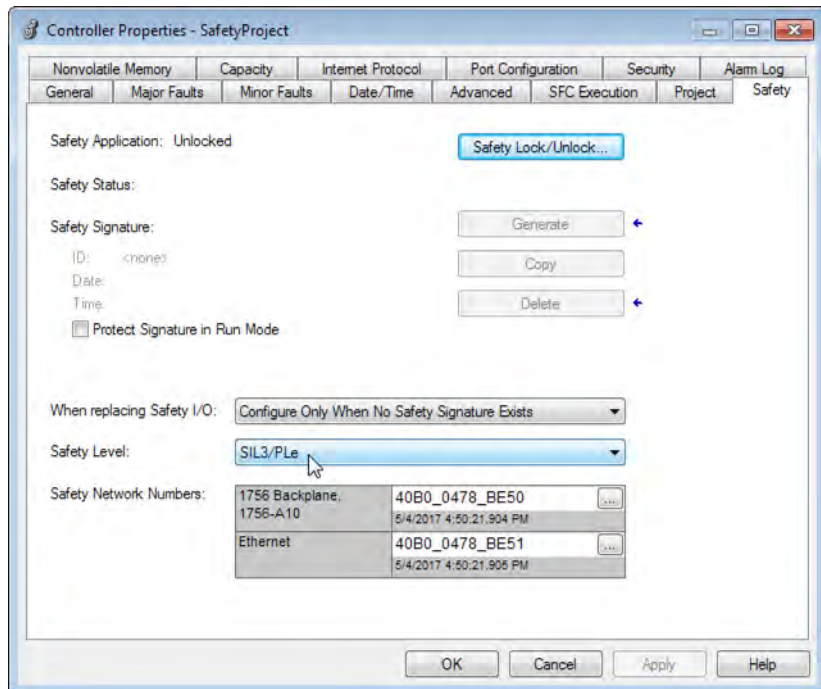 Controller Properties - SafetyProject
Nonvolatile Memory Capacity Internet Protocol Port Configuration Security Alarm Log
General Major Faults Minor Faults Date/Time Advanced SFC Execution Project Safety
Safety Application: Unlocked
Safety Lock/Unlock...
Safety Status:
Safety Signature:
Generate
ID: <none>
Copy
Date:
Time:
Delete
Protect Signature in Run Mode
When replacing Safety I/O: Configure Only When No Safety Signature Exists
Safety Level: SIL3/PLe
Safety Network Numbers:
1756 Backplane,
1756-A10
40B0_0478_BE50
...
5/4/2017 4:50:21.904 PM
Ethernet
40B0_0478_BE51
...
5/4/2017 4:50:21.905 PM
OK Cancel Apply Help